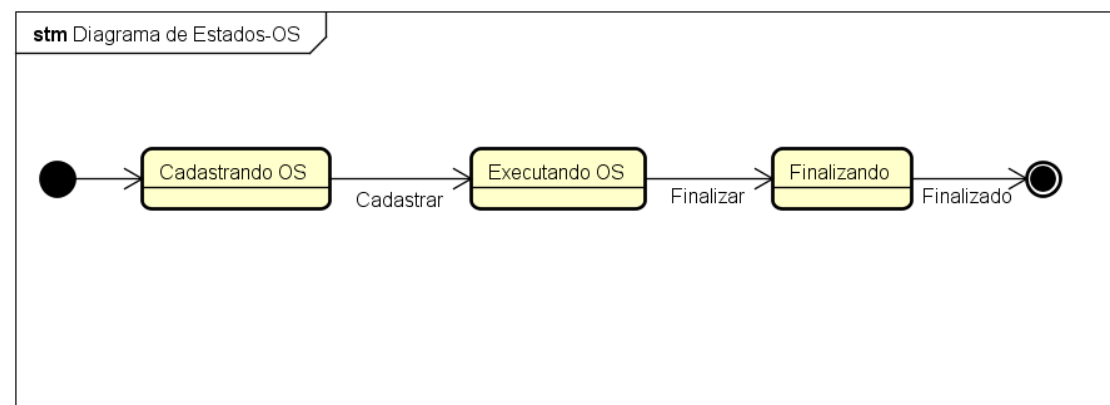 stm Diagrama de Estados-OS
Cadastrando OS
Cadastrar
Executando OS
Finalizar
Finalizando
Finalizado